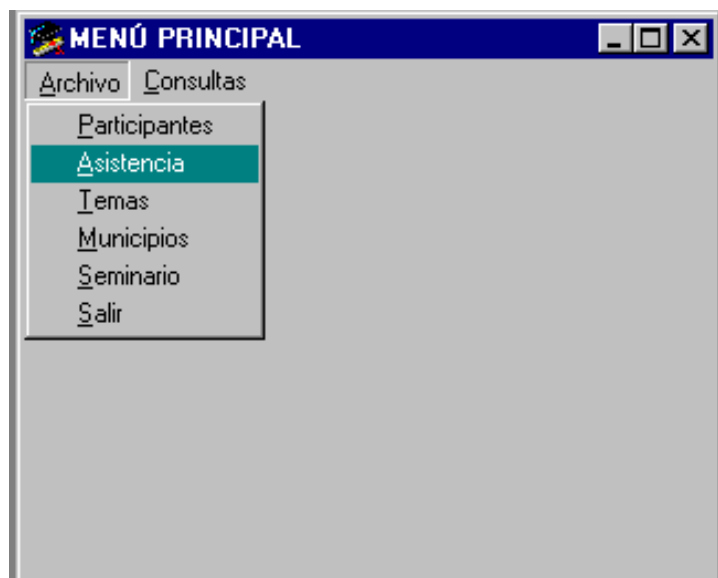 MENÚ PRINCIPAL
Archivo Consultas
Participantes
Asistencia
Temas
Municipios
Seminario
Salir